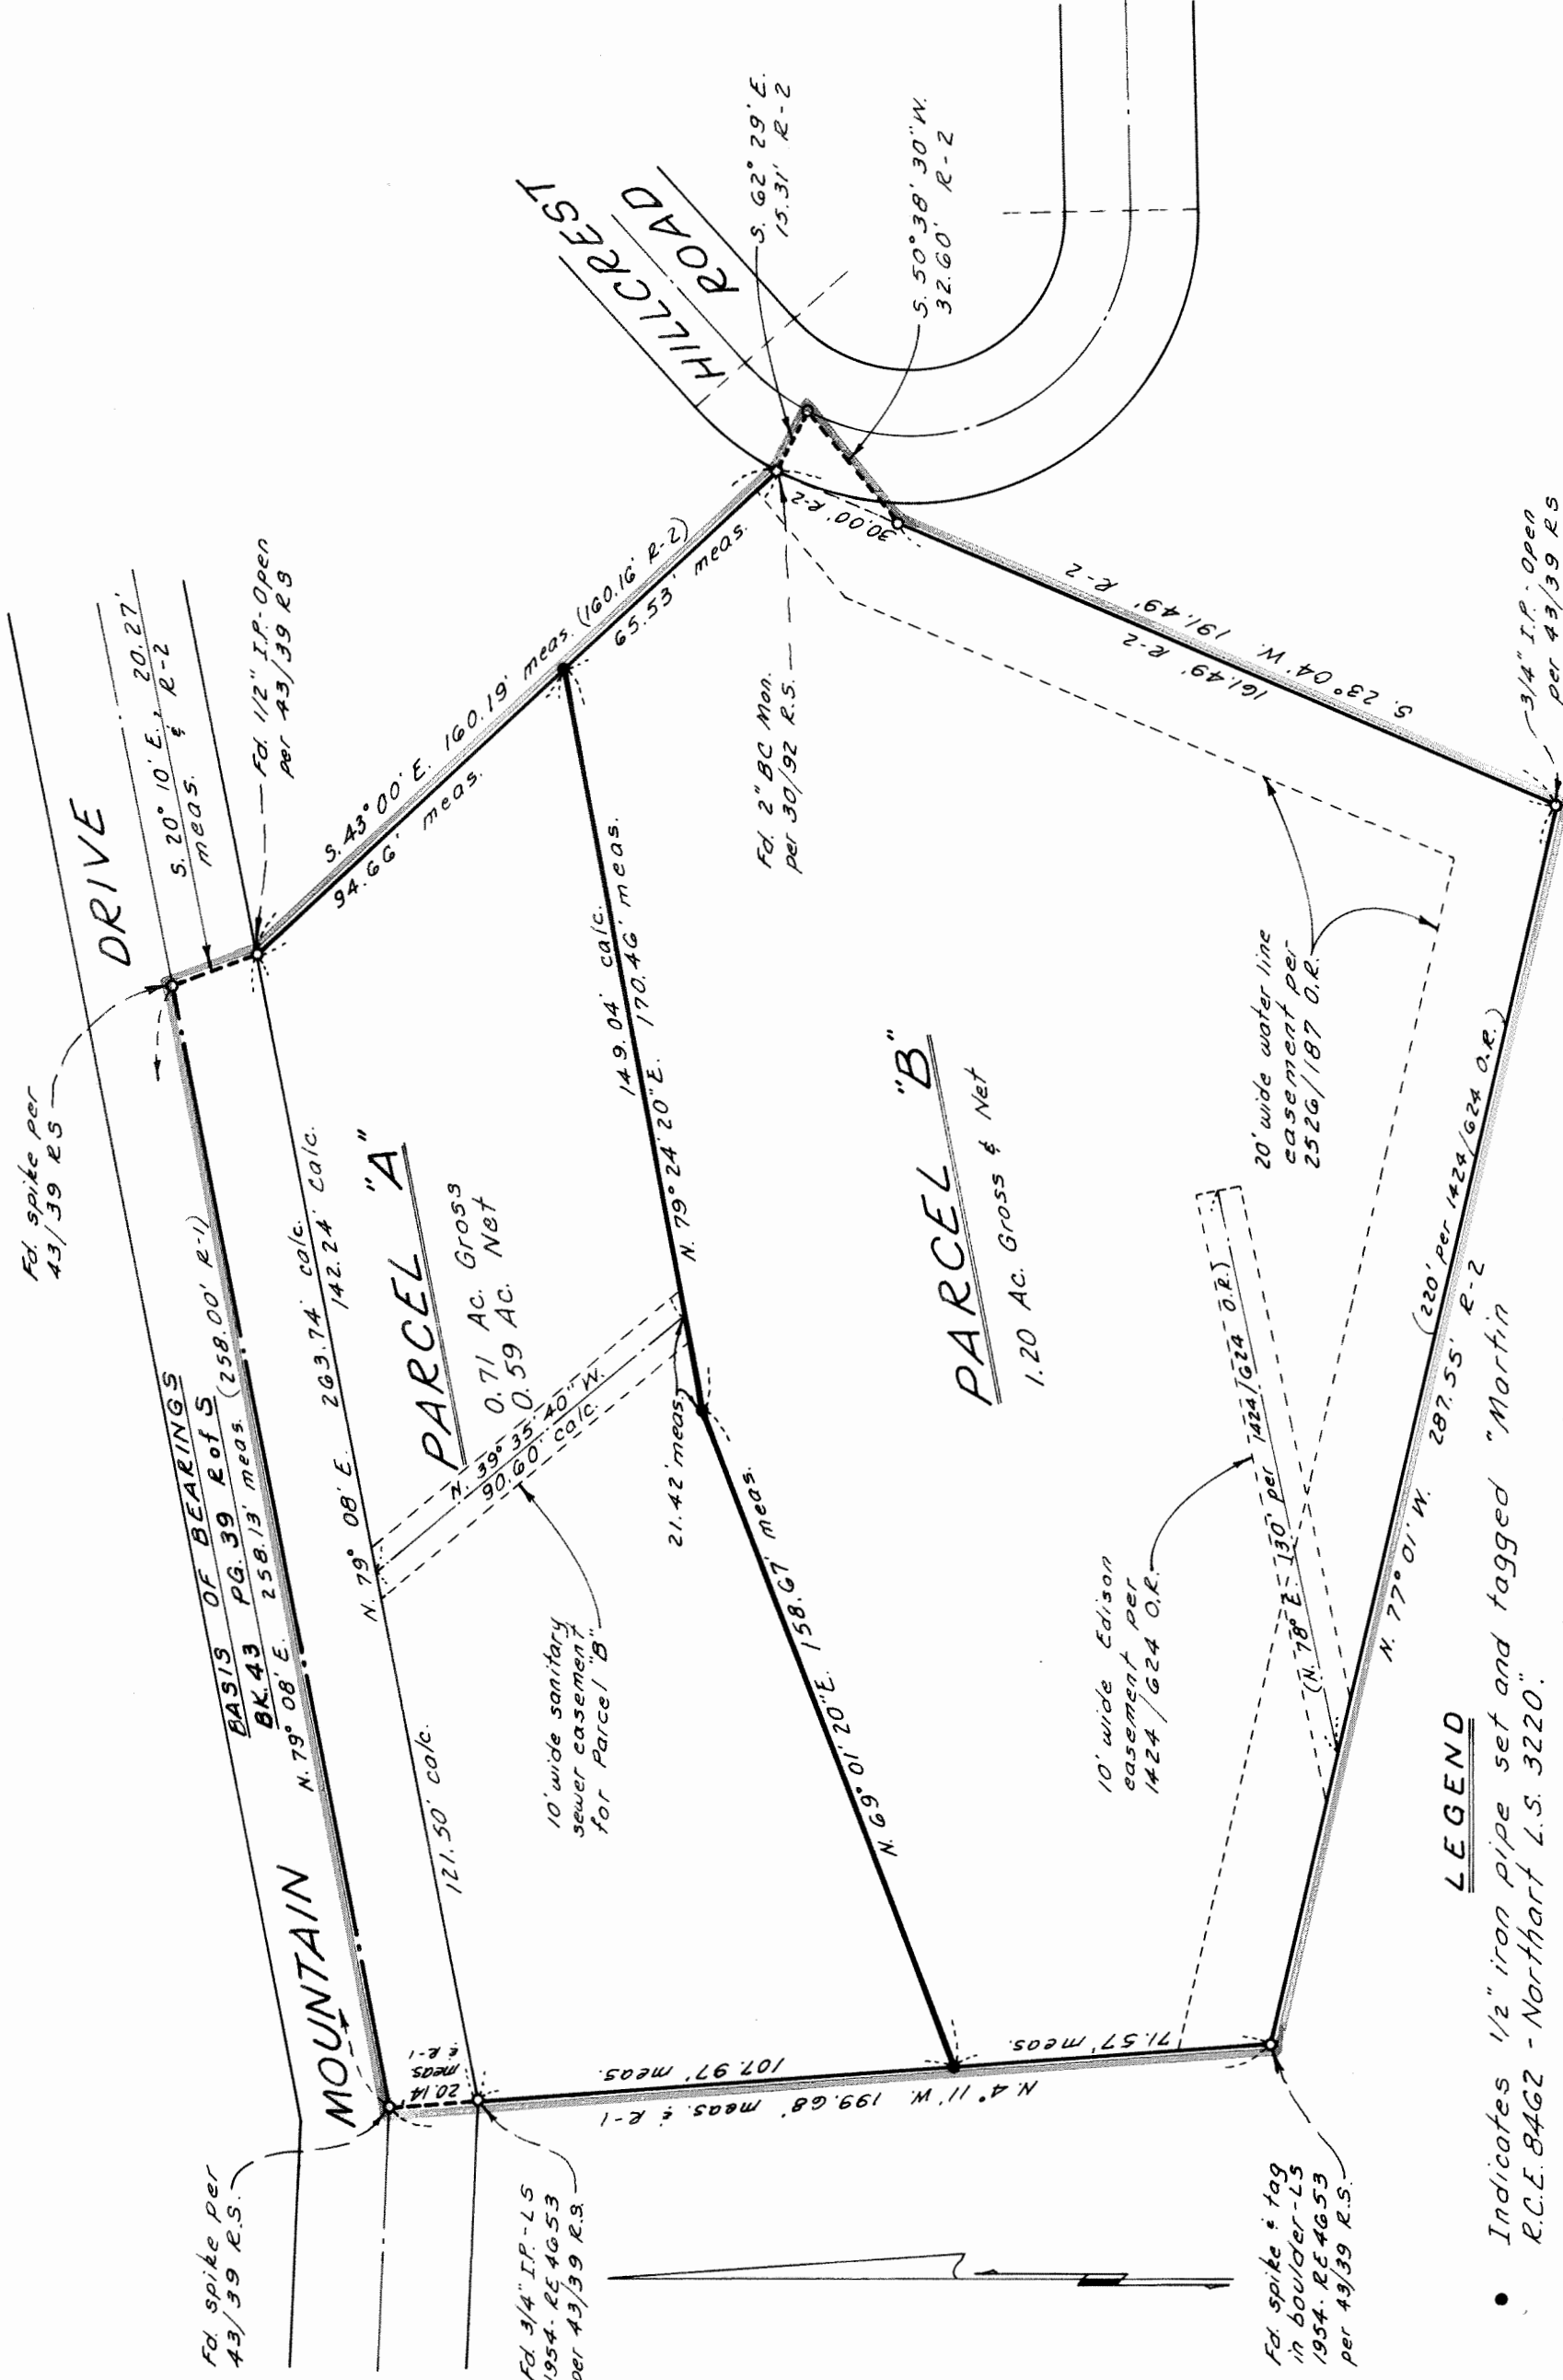 Fd. spike per
43/39 RS
DRIVE
S. 20° 10' E., 20.27'
meas. & R-2
Fd. 1/2" I.P.-Open
per 43/39 RS
HILLCREST
ROAD
S. 62° 29' E.
15.31' R-2
S. 50° 38' 30" W.
32.60' R-2
S. 43° 00' E. 160.19' meas. (160.16' R-2)
94.66' meas.
65.53' meas.
Fd. 2" BC Mon.
per 30/92 R.S.
30.00' R-2
161.49' R-2
S. 23° 04' W. 191.49' R-2
3/4" I.P.-Open
per 43/39 RS
BASIS OF BEARINGS
BK. 43 PG. 39 R of S
N. 79° 08' E. 258.13' meas. (258.00' R-1)
N. 79° 08' E. 263.74' calc.
142.24' calc.
121.50' calc.
PARCEL "A"
0.71 Ac. Gross
0.59 Ac. Net
N. 39° 35' 40" W.
90.60' calc.
10' wide sanitary
sewer easement
for Parcel "B"
149.04' calc.
N. 79° 24' 20" E. 170.46' meas.
21.42' meas.
N. 69° 01' 20" E. 158.67' meas.
PARCEL "B"
1.20 Ac. Gross & Net
20' wide water line
easement per
2526/187 O.R.
10' wide Edison
easement per
1424/624 O.R.
(N. 78° E. 130' per 1424/624 O.R.)
(220' per 1424/624 O.R.)
N. 77° 01' W. 287.55' R-2
MOUNTAIN
20.14
meas.
& R-1
107.97' meas.
71.57' meas.
N. 4° 11' W. 199.68' meas. & R-1
Fd. spike per
43/39 R.S.
Fd. 3/4" I.P.-LS
1954-RE 4653
per 43/39 R.S.
Fd. spike & tag
in boulder-LS
1954-RE 4653
per 43/39 R.S.
LEGEND
Indicates 1/2" iron pipe set and tagged "Martin
R.C.E. 8462 - Northart L.S. 3220".